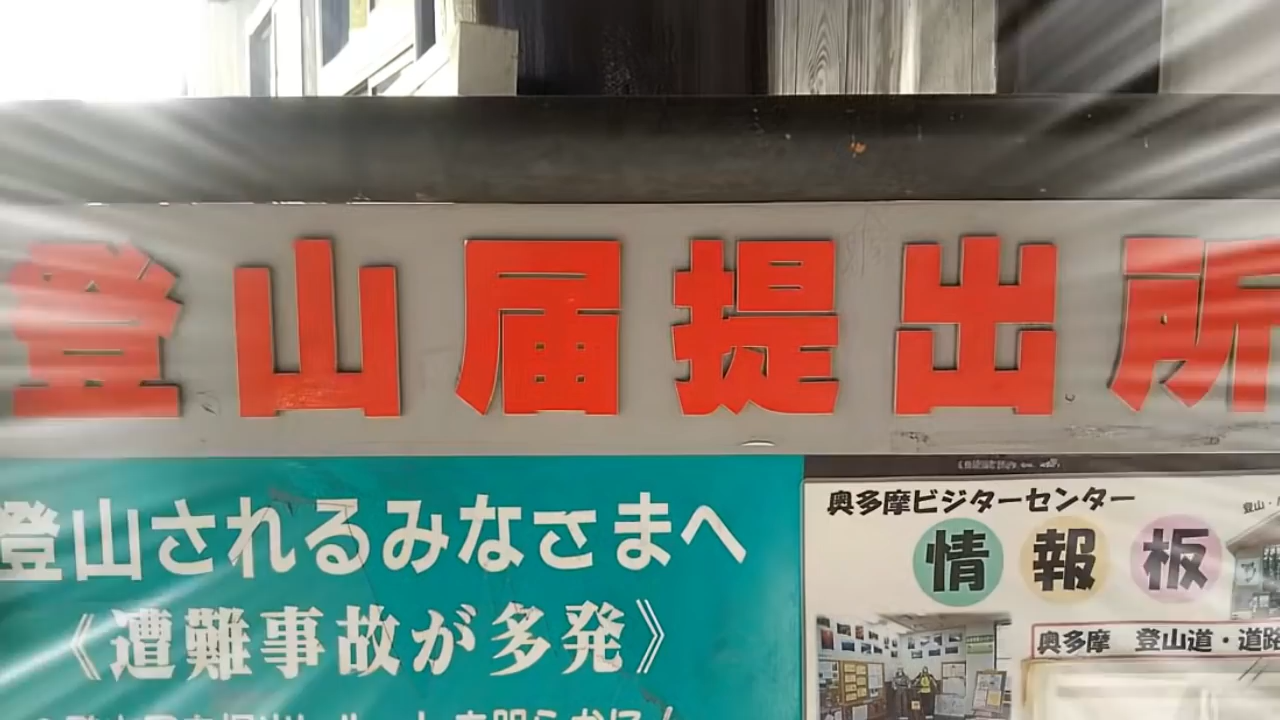 登山届提出所
登山されるみなさまへ
《遭難事故が多発》
奥多摩ビジターセンター
情報板
登山・
奥多摩 登山道・道路